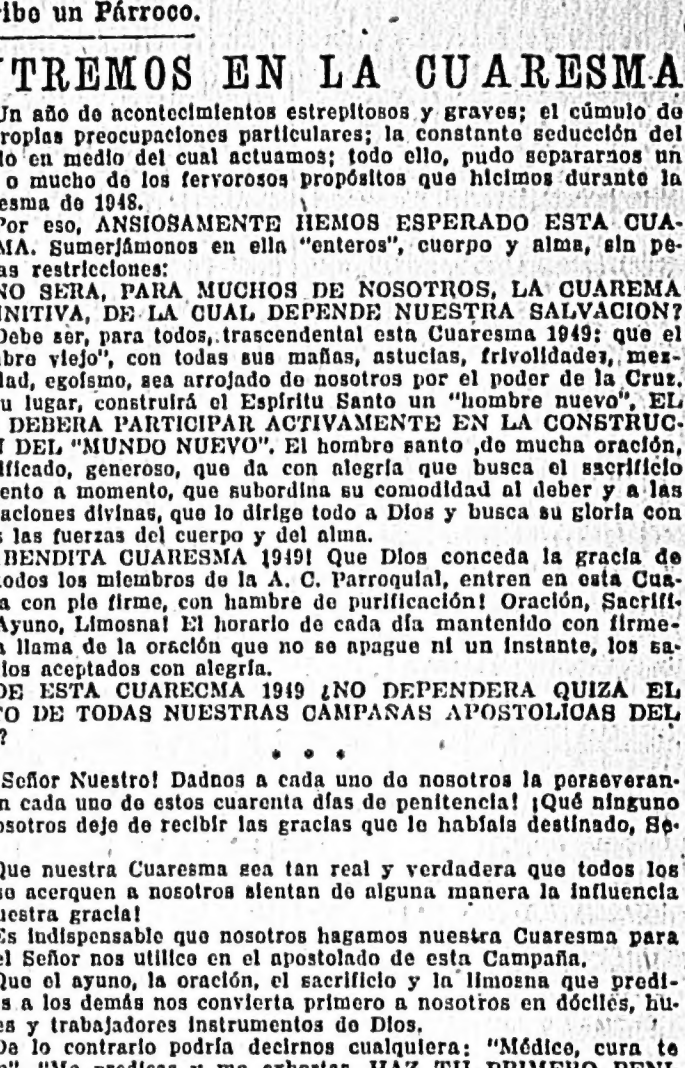 ribe un Párroco.
TREMOS EN LA CUARESMA
Un año de acontecimientos estrepitosos y graves; el cúmulo de
ropias preocupaciones particulares; la constante seducción del
do en medio del cual actuamos; todo ello, pudo separarnos un
o mucho de los fervorosos propósitos que hicimos durante la
esma de 1948.
Por eso, ANSIOSAMENTE HEMOS ESPERADO ESTA CUA-
MA. Sumerjámonos en ella "enteros", cuerpo y alma, sin pe-
as restricciones:
NO SERA, PARA MUCHOS DE NOSOTROS, LA CUAREMA
INITIVA, DE LA CUAL DEPENDE NUESTRA SALVACION?
Debe ser, para todos, trascendental esta Cuaresma 1949: que el
bre viejo", con todas sus mañas, astucias, frivolidades, mez-
dad, egoísmo, sea arrojado de nosotros por el poder de la Cruz.
u lugar, construirá el Espíritu Santo un "hombre nuevo", EL
DEBERA PARTICIPAR ACTIVAMENTE EN LA CONSTRUC-
N DEL "MUNDO NUEVO". El hombre santo ,de mucha oración,
ificado, generoso, que da con alegría que busca el sacrificio
ento a momento, que subordina su comodidad al deber y a las
aciones divinas, que lo dirige todo a Dios y busca su gloria con
s las fuerzas del cuerpo y del alma.
BENDITA CUARESMA 1949! Que Dios conceda la gracia de
todos los miembros de la A. C. Parroquial, entren en esta Cua-
a con pie firme, con hambre de purificación! Oración, Sacrifi-
Ayuno, Limosna! El horario de cada día mantenido con firme-
a llama de la oración que no se apague ni un instante, los sa-
ios aceptados con alegría.
DE ESTA CUARECMA 1949 ¿NO DEPENDERA QUIZA EL
TO DE TODAS NUESTRAS CAMPAÑAS APOSTOLICAS DEL
?
* * *
Señor Nuestro! Dadnos a cada uno de nosotros la perseveran-
n cada uno de estos cuarenta días de penitencia! ¡Qué ninguno
osotros deje de recibir las gracias que le habíais destinado, Se-
Que nuestra Cuaresma sea tan real y verdadera que todos los
se acerquen a nosotros sientan de alguna manera la influencia
uestra gracia!
Es indispensable que nosotros hagamos nuestra Cuaresma para
el Señor nos utilice en el apostolado de esta Campaña.
Que el ayuno, la oración, el sacrificio y la limosna que predi-
s a los demás nos convierta primero a nosotros en dóciles, hu-
es y trabajadores instrumentos de Dios.
De lo contrario podría decirnos cualquiera: "Médico, cura te
"Me predicas y me exhortas, HAZ TU PRIMERO PENI-